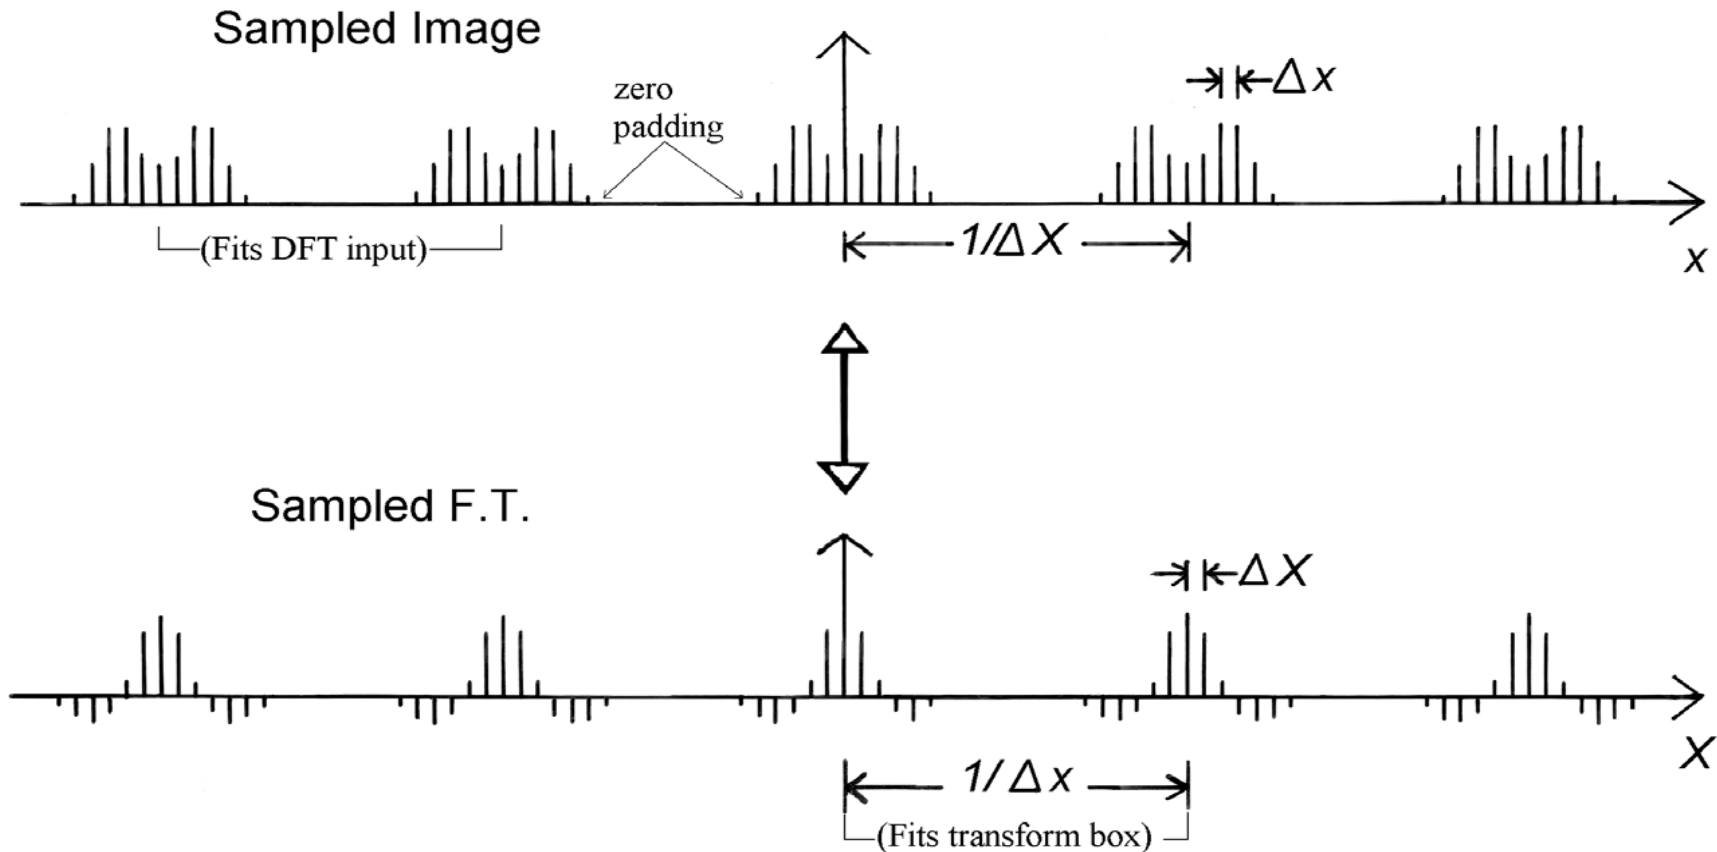 Sampled Image
zero
padding
Δx
(Fits DFT input)
1/ΔX
x
Sampled F.T.
ΔX
X
1/Δx
(Fits transform box)